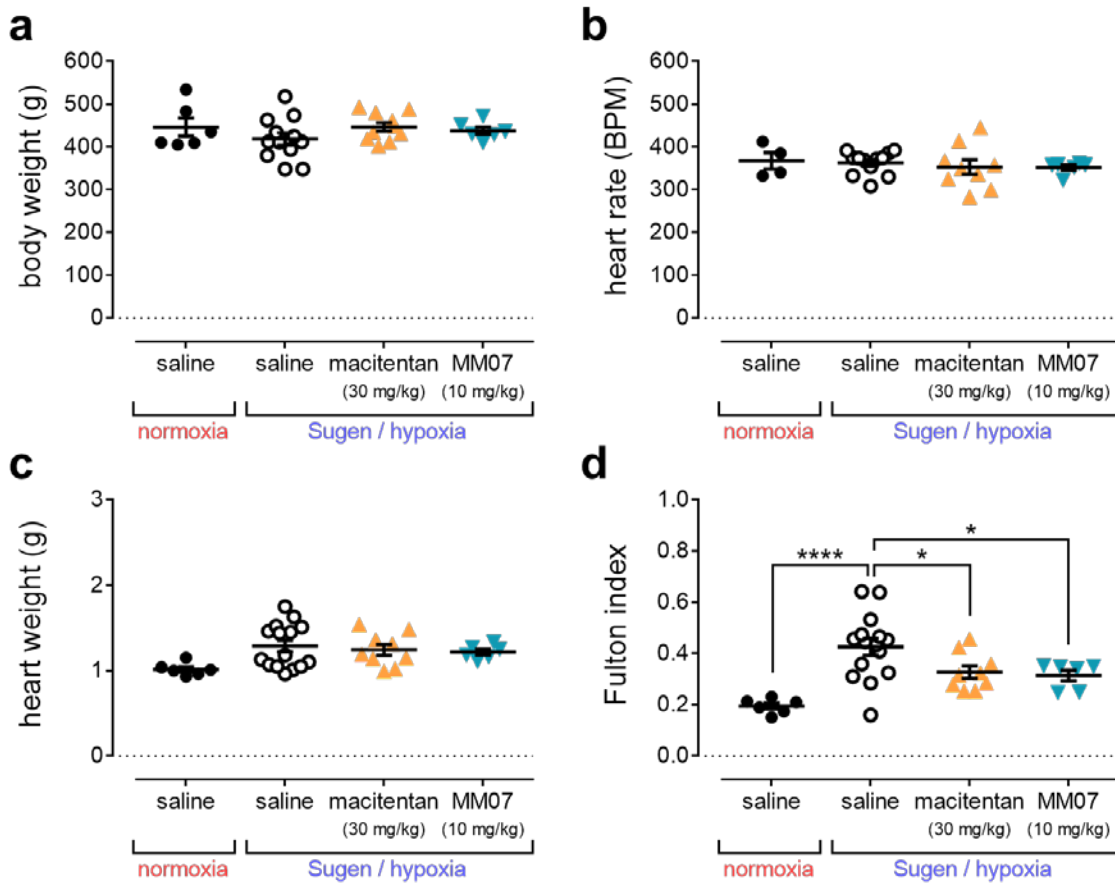 a
body weight (g)
600
500
400
300
200
100
0
saline saline macitentan MM07
(30 mg/kg) (10 mg/kg)
normoxia Sugen / hypoxia
b
heart rate (BPM)
600
500
400
300
200
100
0
saline saline macitentan MM07
(30 mg/kg) (10 mg/kg)
normoxia Sugen / hypoxia
c
heart weight (g)
3
2
1
0
saline saline macitentan MM07
(30 mg/kg) (10 mg/kg)
normoxia Sugen / hypoxia
d
Fulton index
1.0
0.8
0.6
0.4
0.2
0.0
*
**** *
saline saline macitentan MM07
(30 mg/kg) (10 mg/kg)
normoxia Sugen / hypoxia